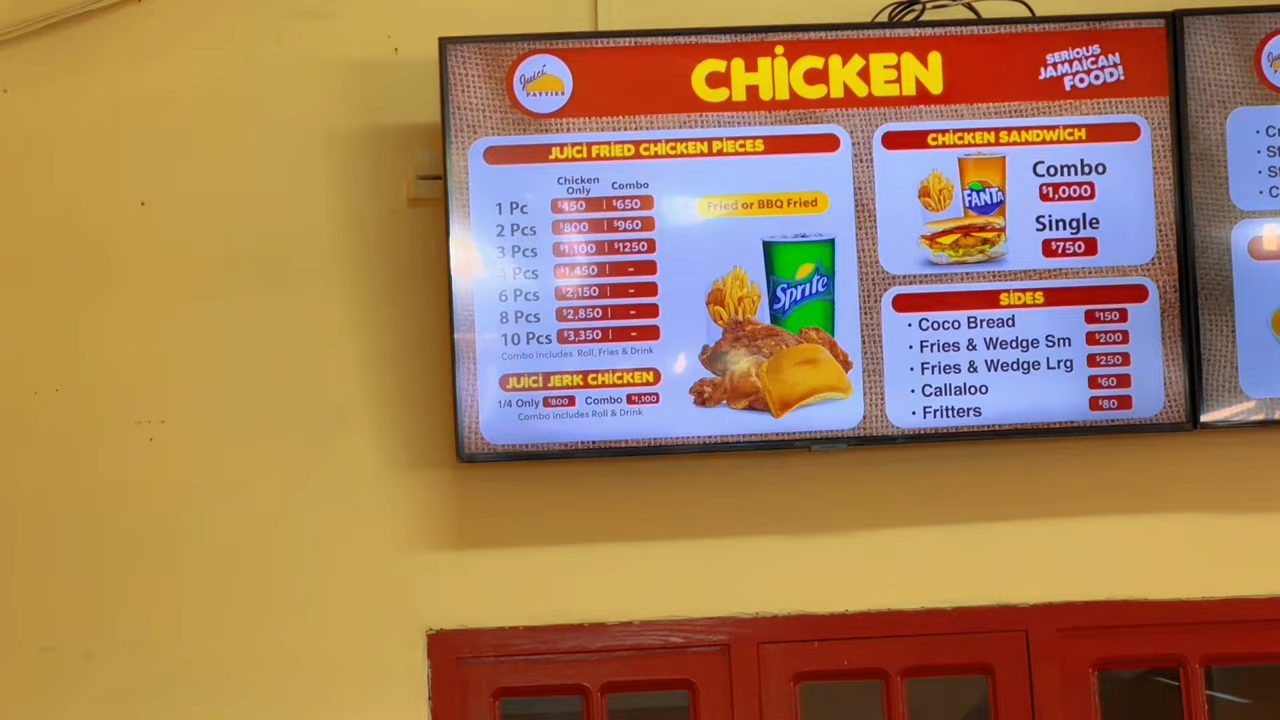 Juici
PATTIES
CHICKEN
SERIOUS
JAMAICAN
FOOD!
JUICI FRIED CHICKEN PIECES
Chicken
Only
Combo
1 Pc $450 | $650
2 Pcs $800 | $960
3 Pcs $1,100 | $1250
4 Pcs $1,450 | -
6 Pcs $2,150 | -
8 Pcs $2,850 | -
10 Pcs $3,350 | -
Combo includes Roll, Fries & Drink
Fried or BBQ Fried
Sprite
JUICI JERK CHICKEN
1/4 Only $800 Combo $1,100
Combo includes Roll & Drink
CHICKEN SANDWICH
FANTA
Combo
$1,000
Single
$750
SIDES
· Coco Bread $150
· Fries & Wedge Sm $200
· Fries & Wedge Lrg $250
· Callaloo $60
· Fritters $80